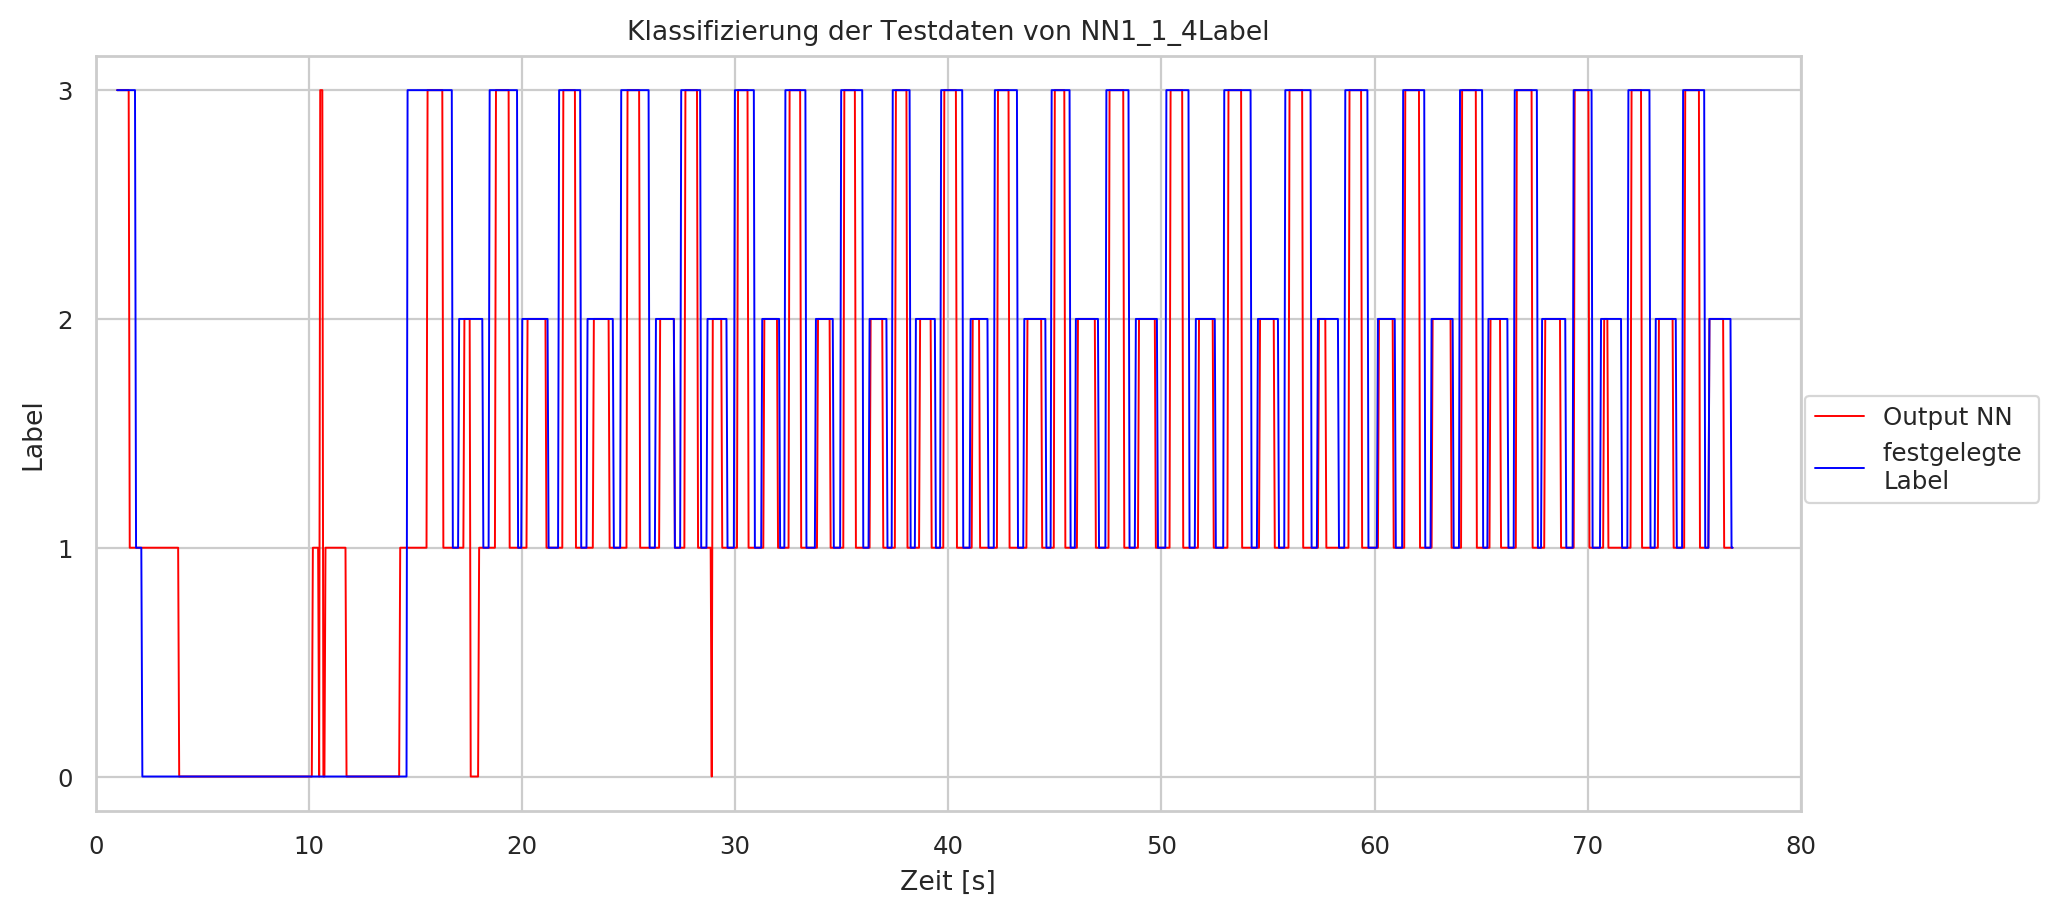 Klassifizierung der Testdaten von NN1_1_4Label
3
2
1
0
Label
0 10 20 30 40 50 60 70 80
Zeit [s]
Output NN
festgelegte
Label